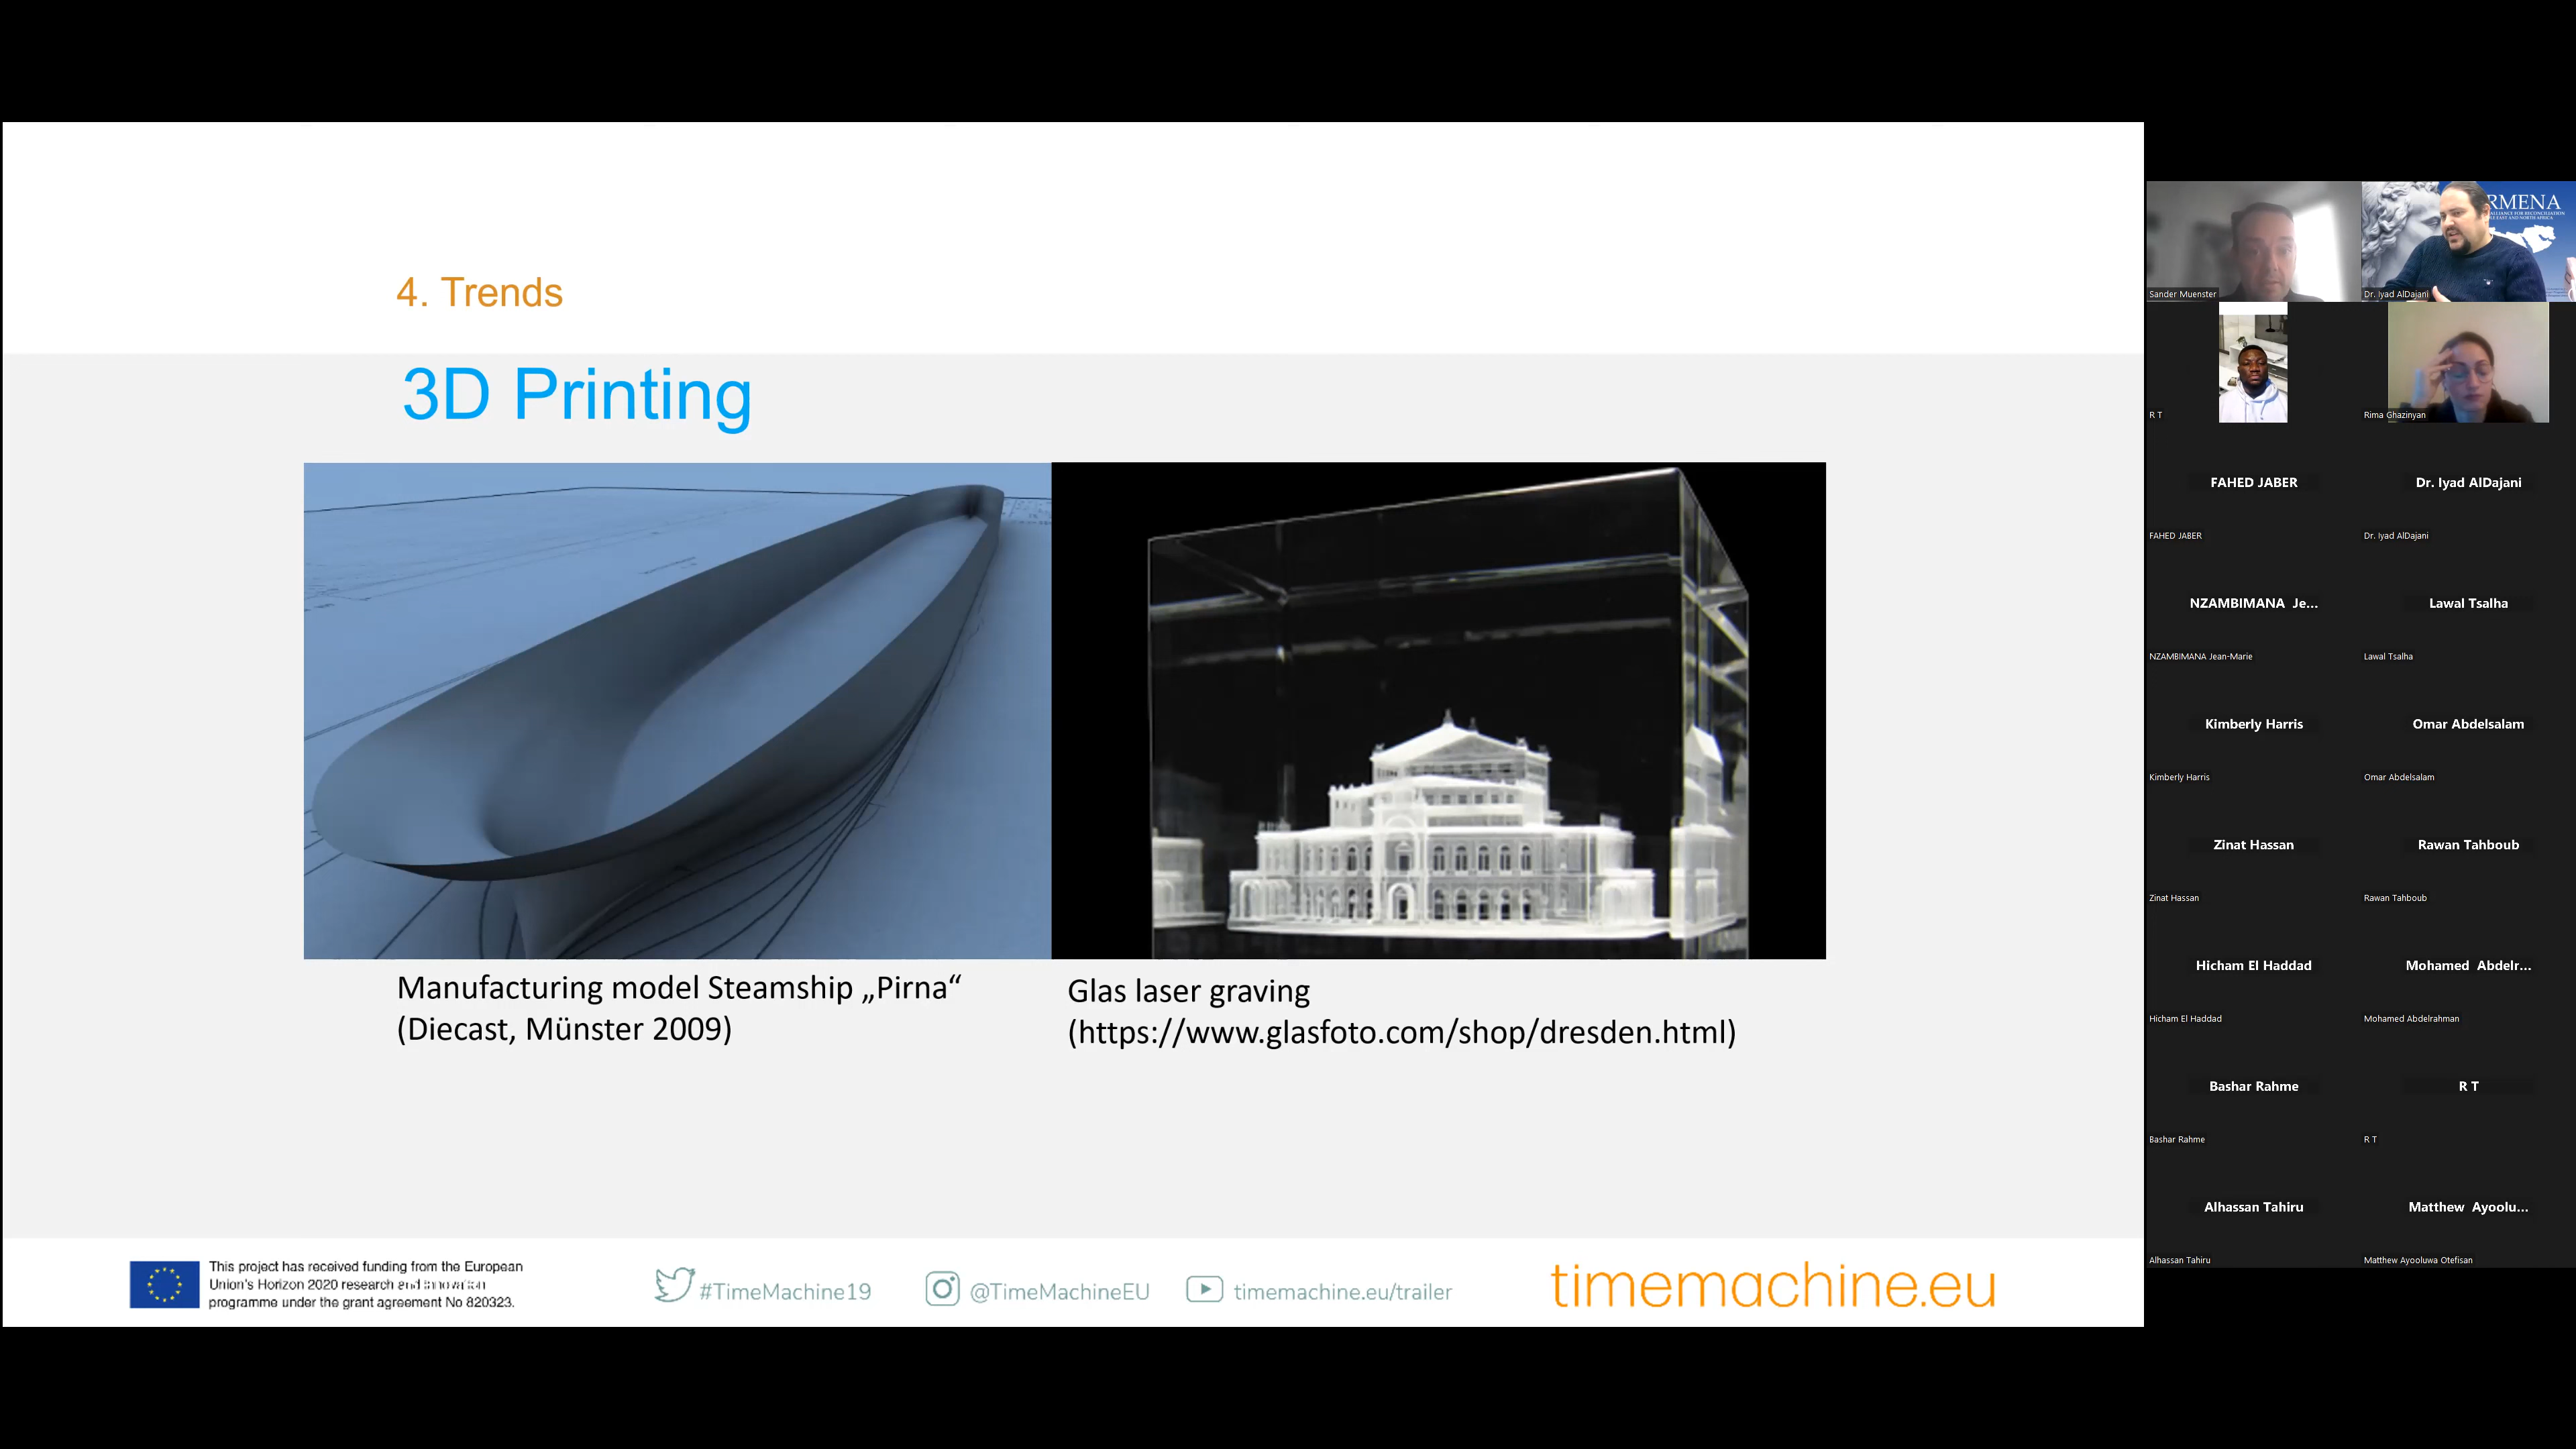 4. Trends
3D Printing
Manufacturing model Steamship „Pirna“
(Diecast, Münster 2009)
Glas laser graving
(https://www.glasfoto.com/shop/dresden.html)
This project has received funding from the European
Union's Horizon 2020 research and innovation
programme under the grant agreement No 820323.
#TimeMachine19
@TimeMachineEU
timemachine.eu/trailer
timemachine.eu
RMENA
Sander Muenster
Dr. Iyad AlDajani
R T
Rima Ghazinyan
FAHED JABER
Dr. Iyad AlDajani
FAHED JABER
Dr. Iyad AlDajani
NZAMBIMANA Je...
Lawal Tsalha
NZAMBIMANA Jean-Marie
Lawal Tsalha
Kimberly Harris
Omar Abdelsalam
Kimberly Harris
Omar Abdelsalam
Zinat Hassan
Rawan Tahboub
Zinat Hassan
Rawan Tahboub
Hicham El Haddad
Mohamed Abdelr...
Hicham El Haddad
Mohamed Abdelrahman
Bashar Rahme
R T
Bashar Rahme
R T
Alhassan Tahiru
Matthew Ayoolu...
Alhassan Tahiru
Matthew Ayooluwa Otefisan